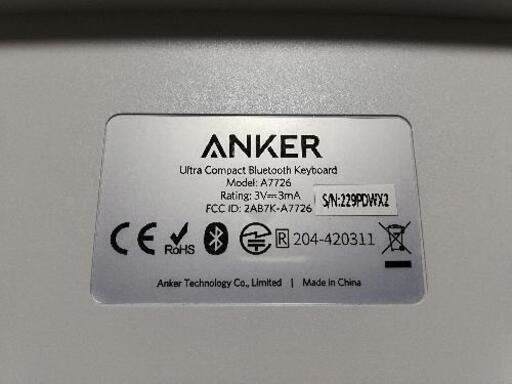 ANKER
Ultra Compact Bluetooth Keyboard
Model: A7726
Rating: 3V⎓3mA
FCC ID: 2AB7K-A7726
S/N:229PDWX2
CE RoHS R 204-420311
Anker Technology Co., Limited | Made in China